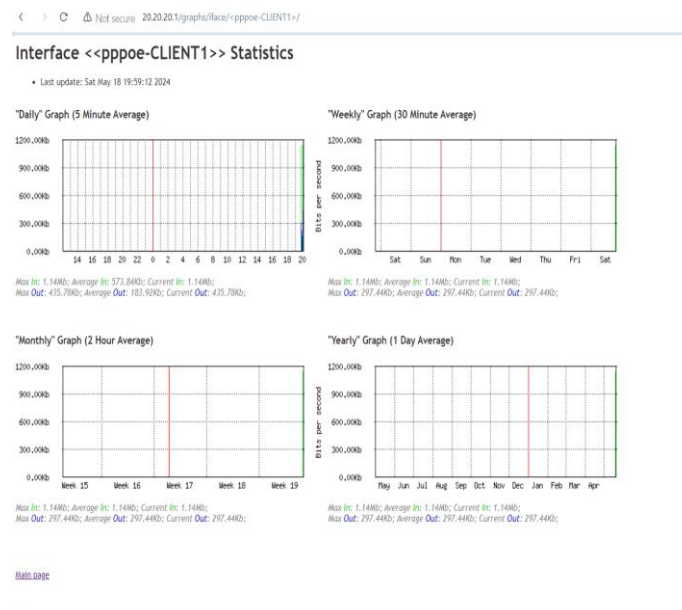 Not secure 20.20.20.1/graphs/iface/<pppoe-CLIENT1>/
Interface <<pppoe-CLIENT1>> Statistics
• Last update: Sat May 18 19:59:12 2024
"Daily" Graph (5 Minute Average)
1200.00Kb
900.00Kb
600.00Kb
300.00Kb
0.00Kb
14 16 18 20 22 0 2 4 6 8 10 12 14 16 18 20
Max In: 1.14Mb; Average In: 573.84Kb; Current In: 1.14Mb;
Max Out: 435.78Kb; Average Out: 183.92Kb; Current Out: 435.78Kb;
"Weekly" Graph (30 Minute Average)
1200.00Kb
900.00Kb
600.00Kb
300.00Kb
0.00Kb
Bits per second
Sat Sun Mon Tue Wed Thu Fri Sat
Max In: 1.14Mb; Average In: 1.14Mb; Current In: 1.14Mb;
Max Out: 297.44Kb; Average Out: 297.44Kb; Current Out: 297.44Kb;
"Monthly" Graph (2 Hour Average)
1200.00Kb
900.00Kb
600.00Kb
300.00Kb
0.00Kb
Week 15 Week 16 Week 17 Week 18 Week 19
Max In: 1.14Mb; Average In: 1.14Mb; Current In: 1.14Mb;
Max Out: 297.44Kb; Average Out: 297.44Kb; Current Out: 297.44Kb;
"Yearly" Graph (1 Day Average)
1200.00Kb
900.00Kb
600.00Kb
300.00Kb
0.00Kb
Bits per second
May Jun Jul Aug Sep Oct Nov Dec Jan Feb Mar Apr
Max In: 1.14Mb; Average In: 1.14Mb; Current In: 1.14Mb;
Max Out: 297.44Kb; Average Out: 297.44Kb; Current Out: 297.44Kb;
Main page